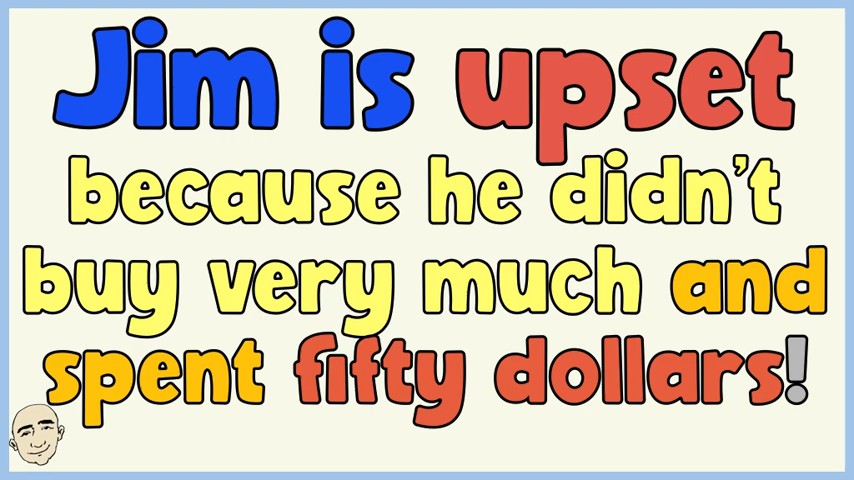 Jim is upset
because he didn't
buy very much and
spent fifty dollars!